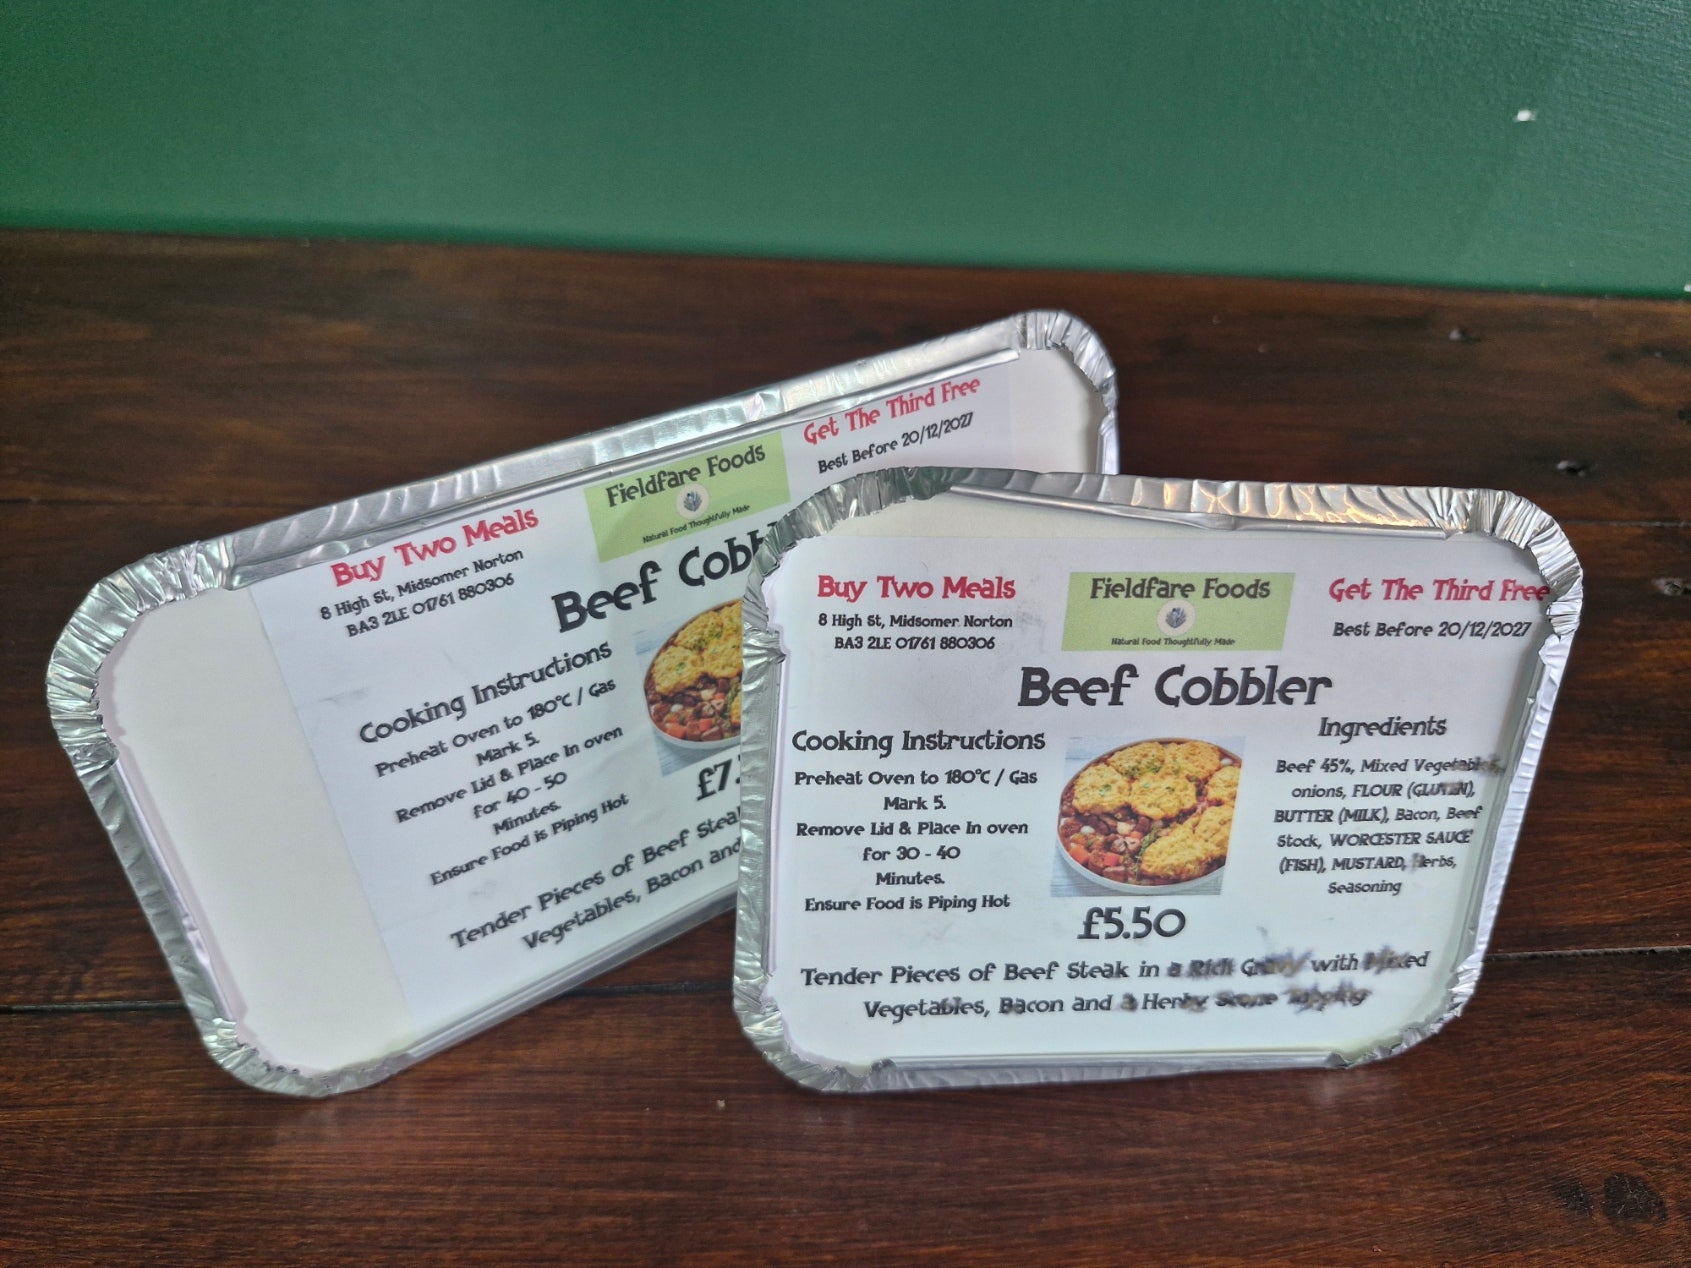 Buy Two Meals
8 High St, Midsomer Norton
BA3 2LE 01761 880306
Fieldfare Foods
Natural Food Thoughtfully Made
Get The Third Free
Best Before 20/12/2027
Beef Cobb
Cooking Instructions
Preheat Oven to 180°C / Gas
Mark 5.
Remove Lid & Place In oven
for 40 - 50
Minutes.
Ensure Food is Piping Hot
£7.
Tender Pieces of Beef Steak
Vegetables, Bacon and
Buy Two Meals
8 High St, Midsomer Norton
BA3 2LE 01761 880306
Fieldfare Foods
Natural Food Thoughtfully Made
Get The Third Free
Best Before 20/12/2027
Beef Cobbler
Cooking Instructions
Preheat Oven to 180°C / Gas
Mark 5.
Remove Lid & Place In oven
for 30 - 40
Minutes.
Ensure Food is Piping Hot
£5.50
Ingredients
Beef 45%, Mixed Vegetables,
onions, FLOUR (GLUTEN),
BUTTER (MILK), Bacon, Beef
Stock, WORCESTER SAUCE
(FISH), MUSTARD, Herbs,
Seasoning
Tender Pieces of Beef Steak in a Rich Gravy with Mixed
Vegetables, Bacon and a Herby